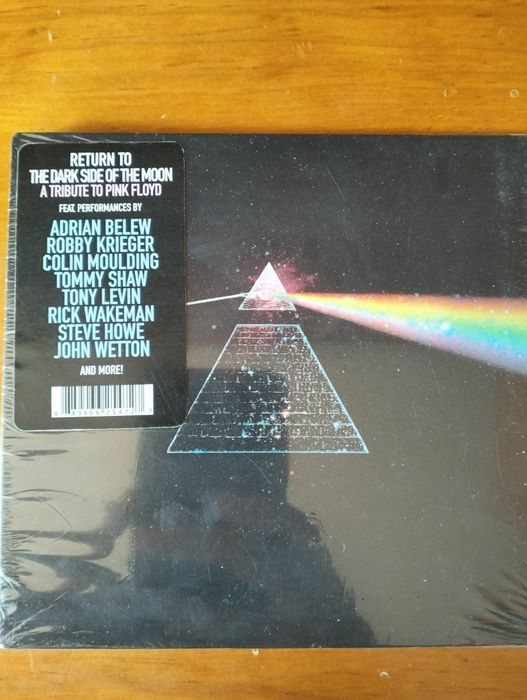 RETURN TO
THE DARK SIDE OF THE MOON
A TRIBUTE TO PINK FLOYD
FEAT. PERFORMANCES BY
ADRIAN BELEW
ROBBY KRIEGER
COLIN MOULDING
TOMMY SHAW
TONY LEVIN
RICK WAKEMAN
STEVE HOWE
JOHN WETTON
AND MORE!